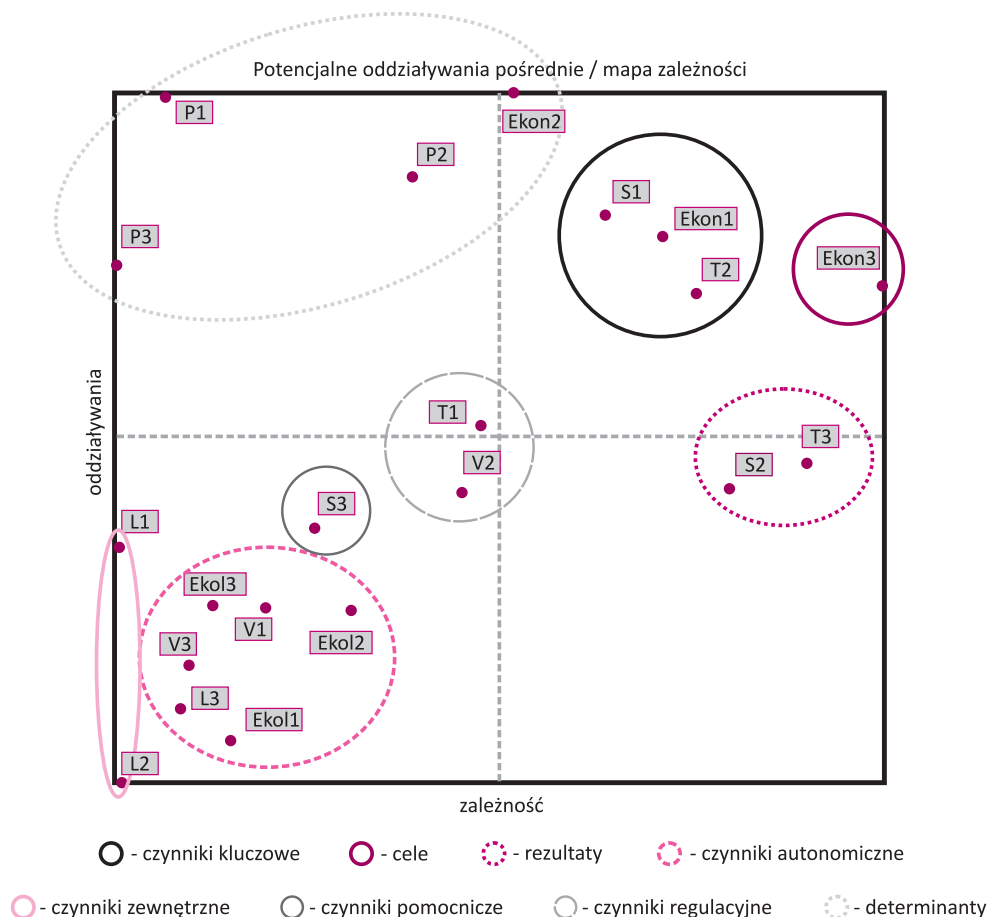 Potencjalne oddziaływania pośrednie / mapa zależności
P1
Ekon2
P2
S1
Ekon1
P3
Ekon3
T2
oddziaływania
T1
T3
V2
S2
S3
L1
Ekol3
V1
Ekol2
V3
L3
Ekol1
L2
zależność
- czynniki kluczowe - cele - rezultaty - czynniki autonomiczne
- czynniki zewnętrzne - czynniki pomocnicze - czynniki regulacyjne - determinanty